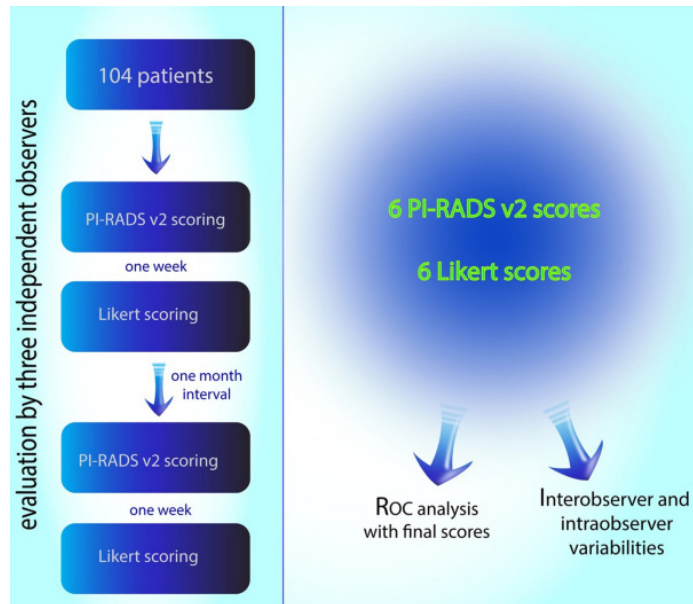 evaluation by three independent observers
104 patients
PI-RADS v2 scoring
one week
Likert scoring
one month
interval
PI-RADS v2 scoring
one week
Likert scoring
6 PI-RADS v2 scores
6 Likert scores
ROC analysis
with final scores
Interobserver and
intraobserver
variabilities